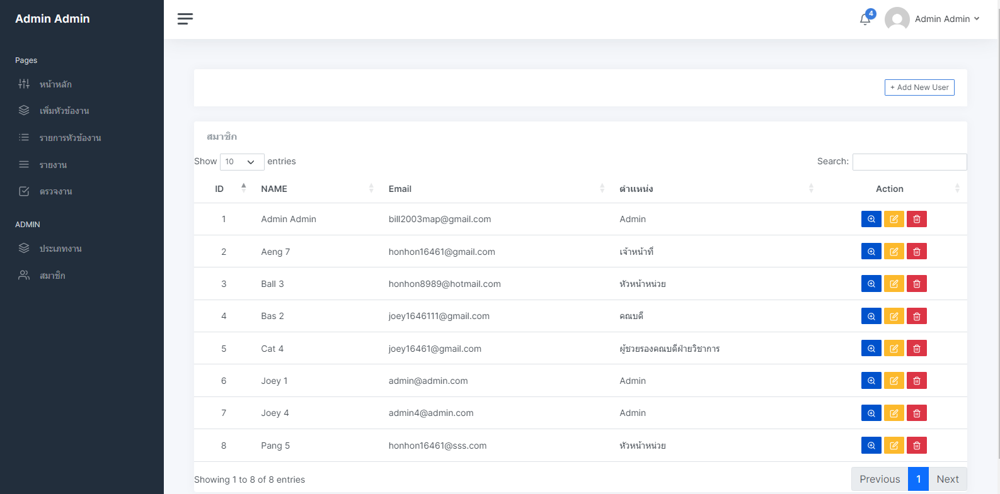 Admin Admin
4
Admin Admin
Pages
หน้าหลัก
เพิ่มหัวข้องาน
รายการหัวข้องาน
รายงาน
ตรวจงาน
ADMIN
ประเภทงาน
สมาชิก
+ Add New User
สมาชิก
Show 10 entries
Search:
ID NAME Email ตำแหน่ง Action
1 Admin Admin bill2003map@gmail.com Admin
2 Aeng 7 honhon16461@gmail.com เจ้าหน้าที่
3 Ball 3 honhon8989@hotmail.com หัวหน้าหน่วย
4 Bas 2 joey1646111@gmail.com คณบดี
5 Cat 4 joey16461@gmail.com ผู้ชวยรองคณบดีฝ่ายวิชาการ
6 Joey 1 admin@admin.com Admin
7 Joey 4 admin4@admin.com Admin
8 Pang 5 honhon16461@sss.com หัวหน้าหน่วย
Showing 1 to 8 of 8 entries
Previous 1 Next